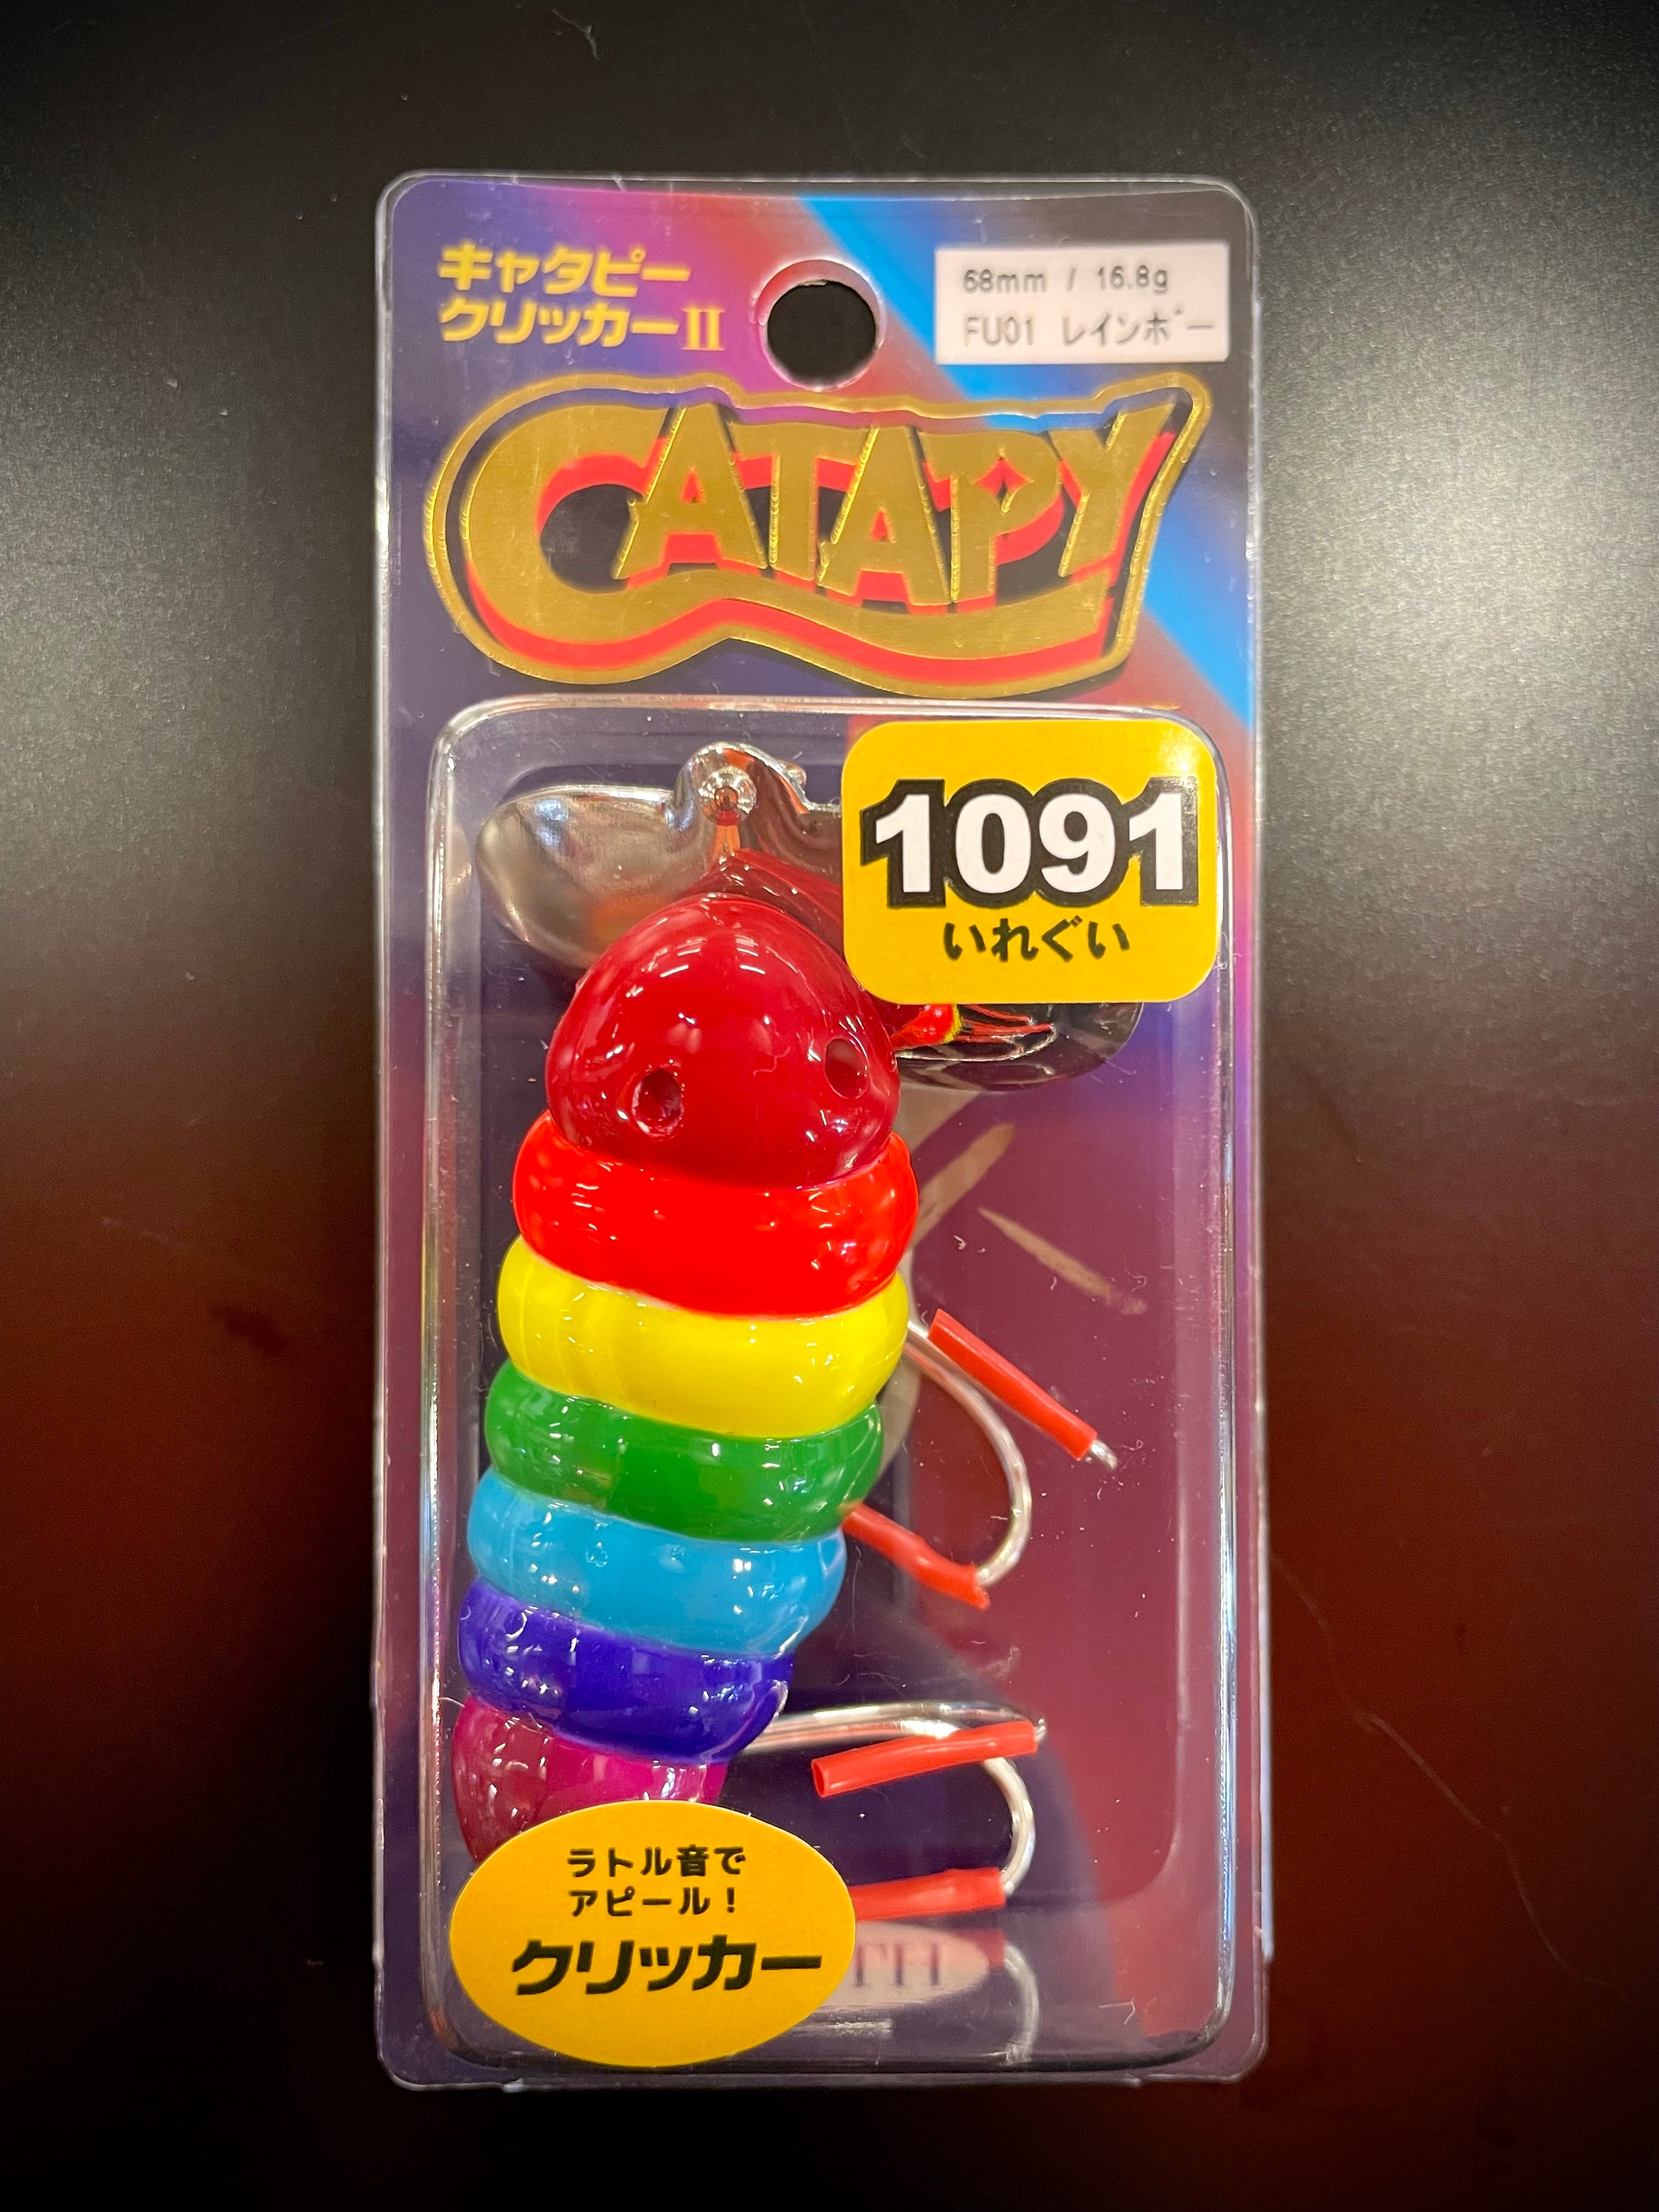 キャタピー
クリッカーII
68mm / 16.8g
FU01 レインボー
CATAPY
1091
いれぐい
ラトル音で
アピール！
クリッカー
TH